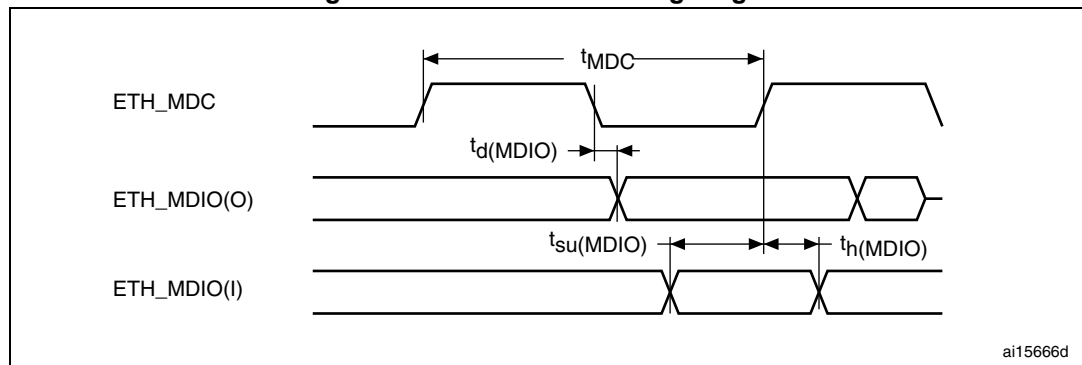 tMDC
ETH_MDC
td(MDIO)
ETH_MDIO(O)
tsu(MDIO)
th(MDIO)
ETH_MDIO(I)
ai15666d